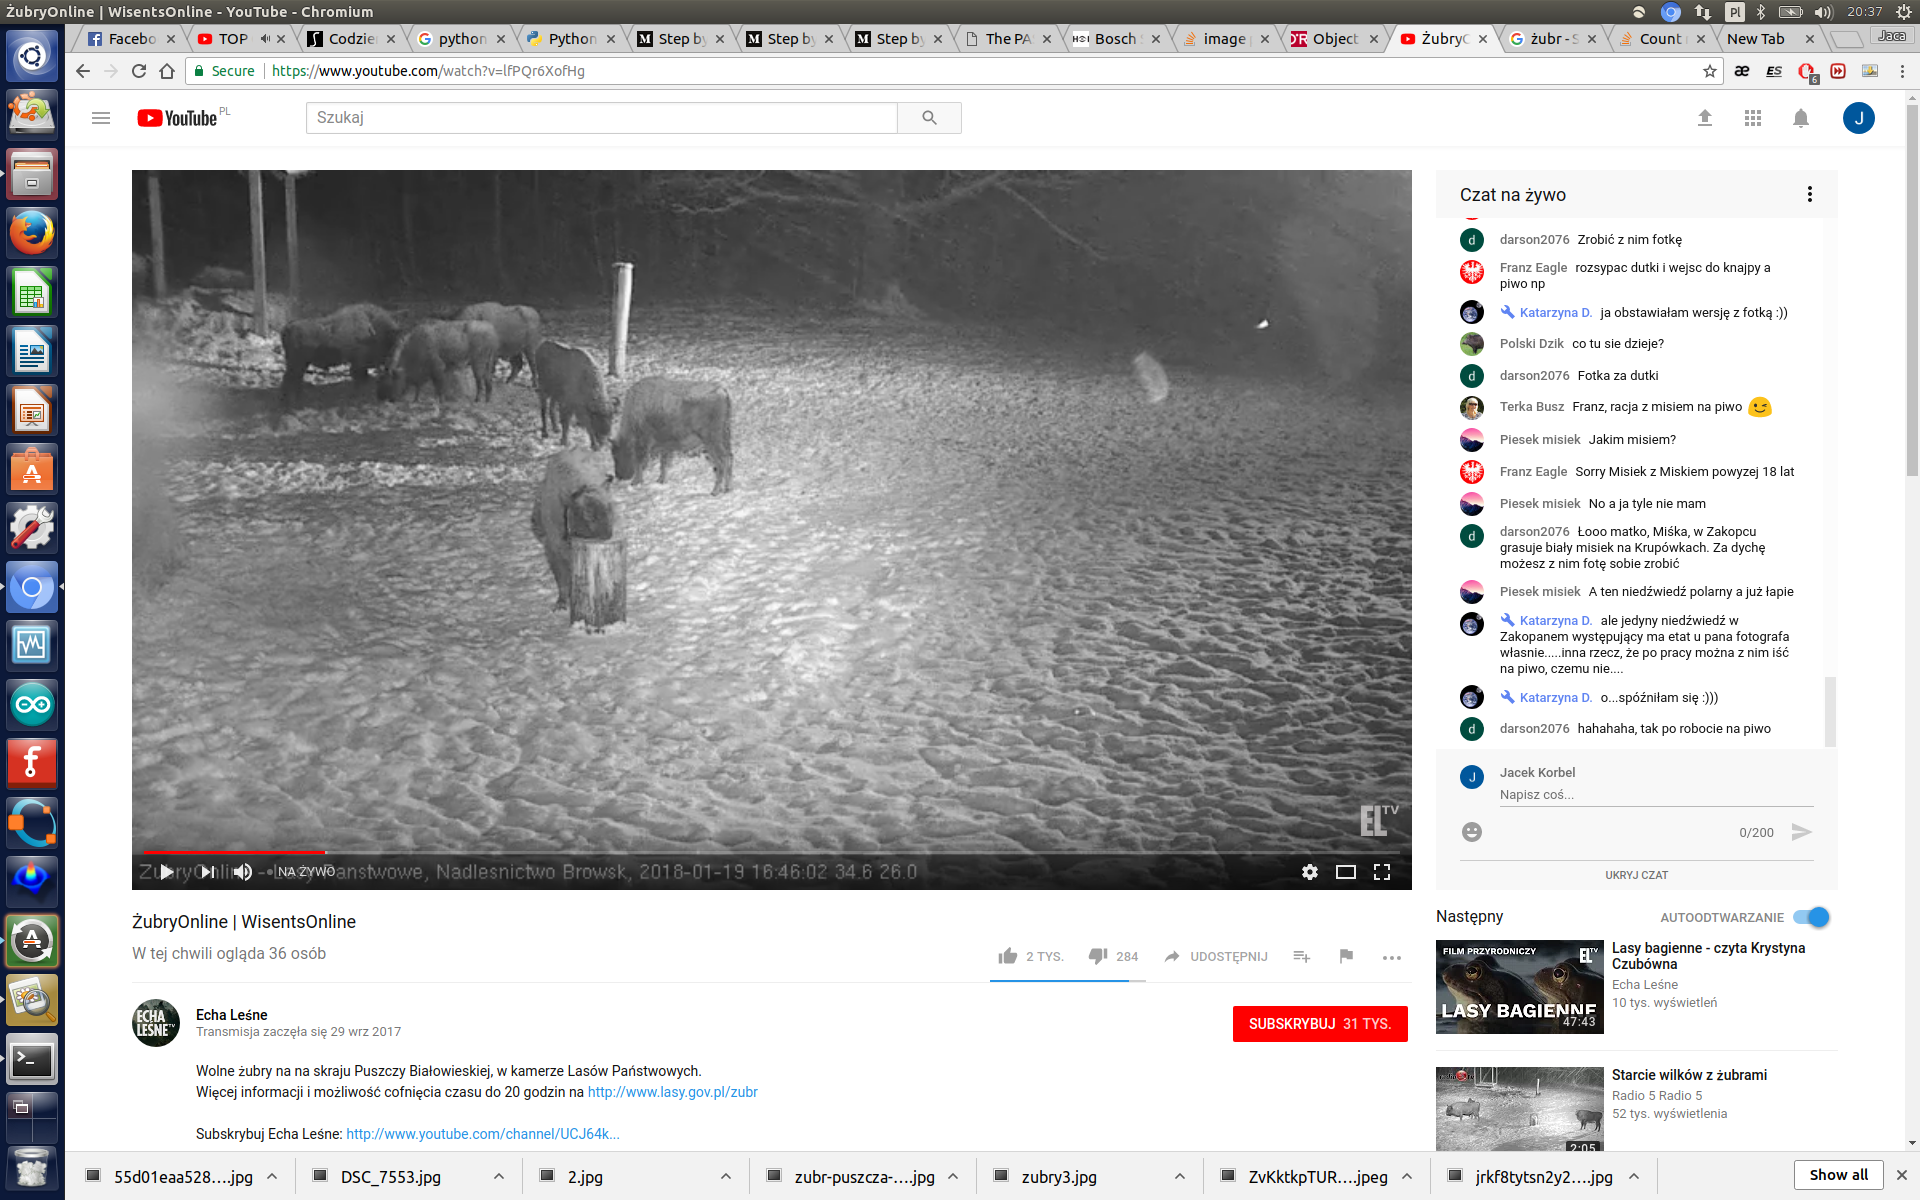 ŻubryOnline | WisentsOnline - YouTube - Chromium
Pl
20:37
Facebo
TOP
Codzie
python
Python
Step by
Step by
Step by
The PA
Bosch
image
Object
ŻubryO
żubr - S
Count
New Tab
Jaca
Secure
https://www.youtube.com/watch?v=lfPQr6XofHg
æ
ES
6
YouTube PL
Szukaj
J
Czat na żywo
darson2076 Zrobić z nim fotkę
Franz Eagle rozsypac dutki i wejsc do knajpy a
piwo np
Katarzyna D. ja obstawiałam wersję z fotką :))
Polski Dzik co tu sie dzieje?
darson2076 Fotka za dutki
Terka Busz Franz, racja z misiem na piwo 😉
Piesek misiek Jakim misiem?
Franz Eagle Sorry Misiek z Miskiem powyzej 18 lat
Piesek misiek No a ja tyle nie mam
darson2076 Łooo matko, Miśka, w Zakopcu
grasuje biały misiek na Krupówkach. Za dychę
możesz z nim fotę sobie zrobić
Piesek misiek A ten niedźwiedź polarny a już łapie
Katarzyna D. ale jedyny niedźwiedź w
Zakopanem występujący ma etat u pana fotografa
własnie.....inna rzecz, że po pracy można z nim iść
na piwo, czemu nie....
Katarzyna D. o...spóźniłam się :)))
darson2076 hahahaha, tak po robocie na piwo
Jacek Korbel
Napisz coś...
0/200
UKRYJ CZAT
EL TV
ZubryOnline -- Lasy Panstwowe, Nadlesnictwo Browsk, 2018-01-19 16:46:02 34.6 26.0
NA ŻYWO
ŻubryOnline | WisentsOnline
W tej chwili ogląda 36 osób
2 TYS.
284
UDOSTĘPNIJ
ECHA
LEŚNE TV
Echa Leśne
Transmisja zaczęła się 29 wrz 2017
SUBSKRYBUJ 31 TYS.
Wolne żubry na na skraju Puszczy Białowieskiej, w kamerze Lasów Państwowych.
Więcej informacji i możliwość cofnięcia czasu do 20 godzin na http://www.lasy.gov.pl/zubr
Subskrybuj Echa Leśne: http://www.youtube.com/channel/UCJ64k...
Następny
AUTOODTWARZANIE
FILM PRZYRODNICZY
EL TV
LASY BAGIENNE
47:43
Lasy bagienne - czyta Krystyna
Czubówna
Echa Leśne
10 tys. wyświetleń
2:05
Starcie wilków z żubrami
Radio 5 Radio 5
52 tys. wyświetlenia
55d01eaa528....jpg
DSC_7553.jpg
2.jpg
zubr-puszcza-....jpg
zubry3.jpg
ZvKktkpTUR....jpeg
jrkf8tytsn2y2....jpg
Show all